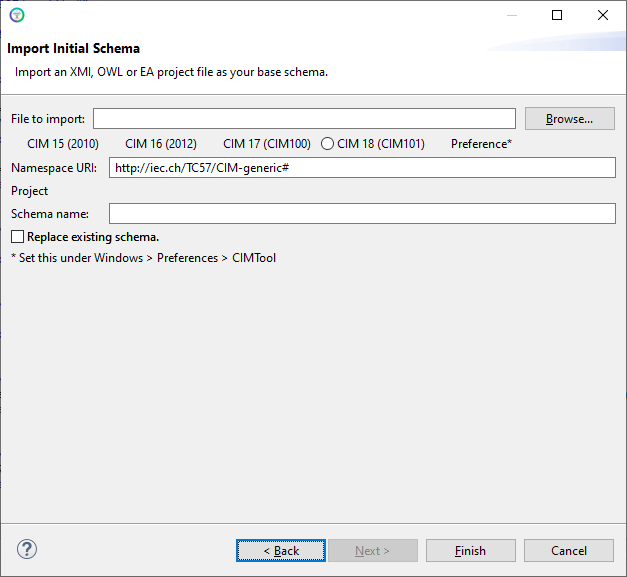 Import Initial Schema
Import an XMI, OWL or EA project file as your base schema.
File to import:
Browse...
CIM 15 (2010) CIM 16 (2012) CIM 17 (CIM100) CIM 18 (CIM101) Preference*
Namespace URI: http://iec.ch/TC57/CIM-generic#
Project
Schema name:
Replace existing schema.
* Set this under Windows > Preferences > CIMTool
? < Back Next > Finish Cancel